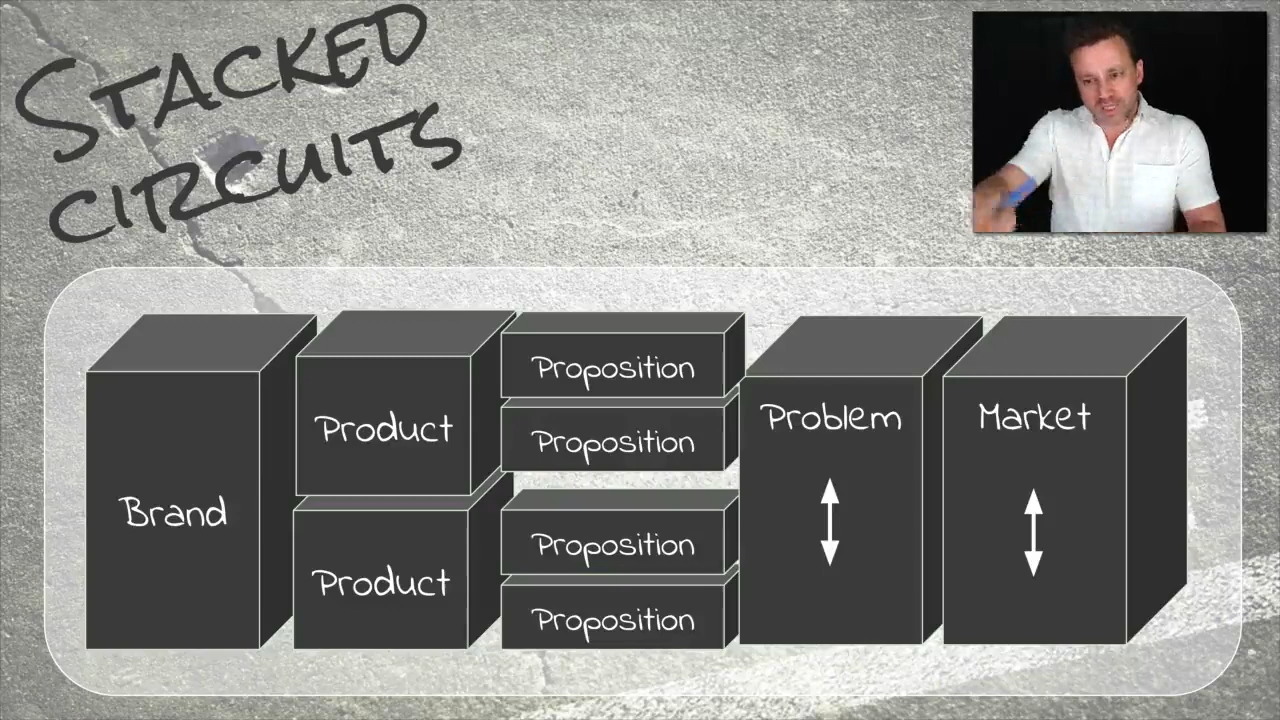 STACKED
CIRCUITS
Brand
Product
Product
Proposition
Proposition
Proposition
Proposition
Problem
Market